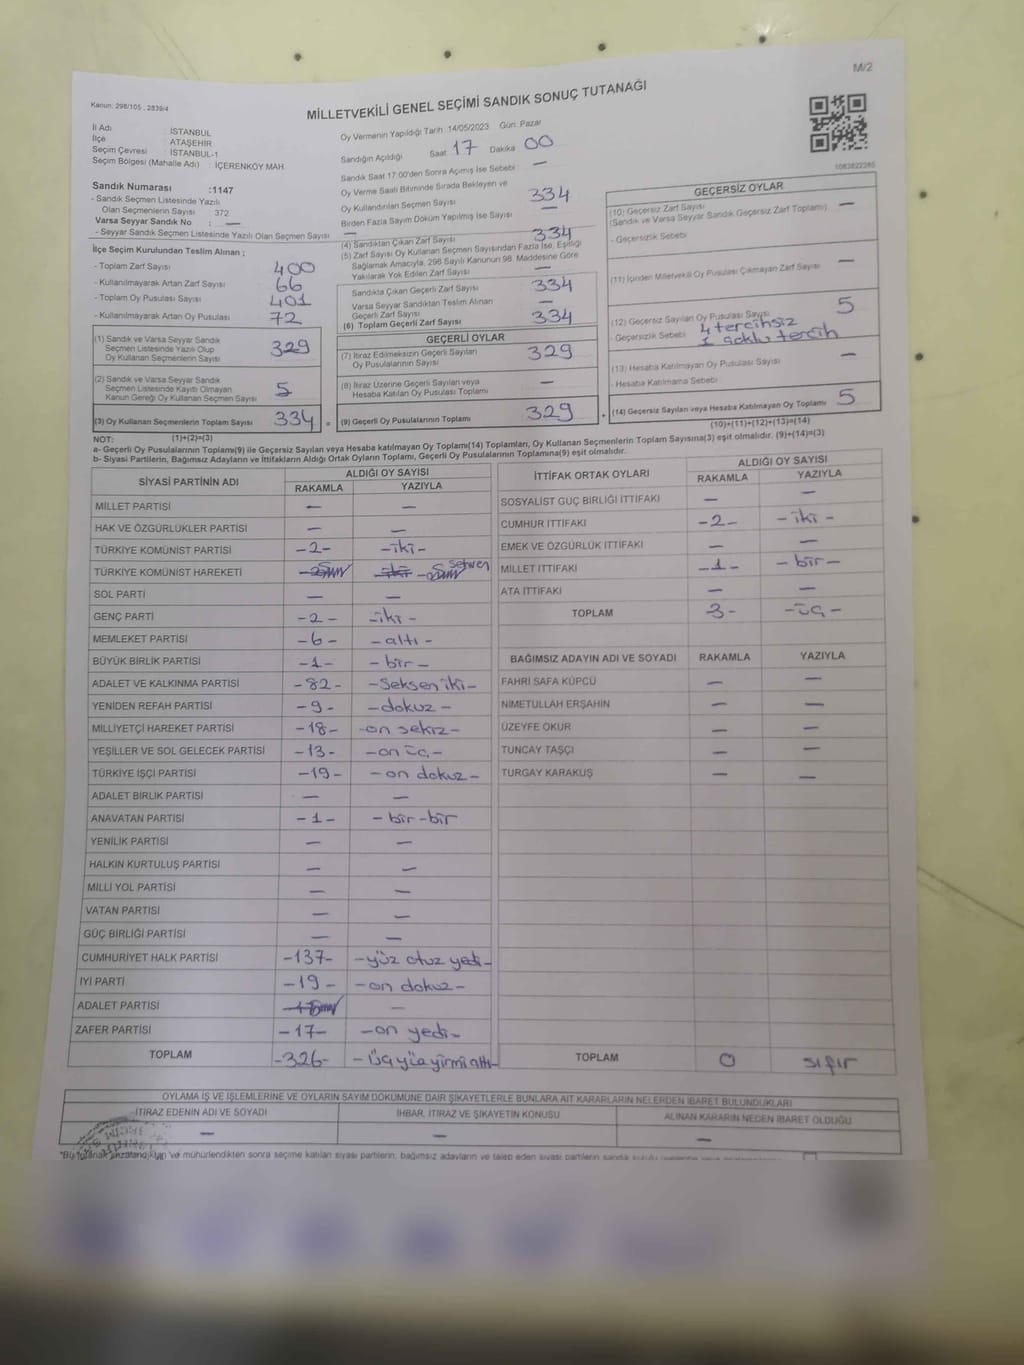 M/2
Kanun: 298/105 , 2839/4
MİLLETVEKİLİ GENEL SEÇİMİ SANDIK SONUÇ TUTANAĞI
1083822265
İl Adı : İSTANBUL
İlçe : ATAŞEHİR
Seçim Çevresi : İSTANBUL-1
Seçim Bölgesi (Mahalle Adı) : İÇERENKÖY MAH.
Sandık Numarası :1147
- Sandık Seçmen Listesinde Yazılı
Olan Seçmenlerin Sayısı 372
Varsa Seyyar Sandık No : —
- Seyyar Sandık Seçmen Listesinde Yazılı Olan Seçmen Sayısı —
İlçe Seçim Kurulundan Teslim Alınan ;
- Toplam Zarf Sayısı 400
- Kullanılmayarak Artan Zarf Sayısı 66
- Toplam Oy Pusulası Sayısı 401
- Kullanılmayarak Artan Oy Pusulası 72
(1) Sandık ve Varsa Seyyar Sandık
Seçmen Listesinde Yazılı Olup
Oy Kullanan Seçmenlerin Sayısı 329
(2) Sandık ve Varsa Seyyar Sandık
Seçmen Listesinde Kayıtlı Olmayan
Kanun Gereği Oy Kullanan Seçmen Sayısı 5
(3) Oy Kullanan Seçmenlerin Toplam Sayısı 334
(1)+(2)=(3)
Oy Vermenin Yapıldığı Tarih :14/05/2023 Gün: Pazar
Sandığın Açıldığı Saat 17 Dakika 00
Sandık Saat 17:00'den Sonra Açımış İse Sebebi —
Oy Verme Saati Bitiminde Sırada Bekleyen ve
Oy Kullandırılan Seçmen Sayısı 334
Birden Fazla Sayım Döküm Yapılmış İse Sayısı —
(4) Sandıktan Çıkan Zarf Sayısı 334
(5) Zarf Sayısı Oy Kullanan Seçmen Sayısından Fazla İse, Eşitliği
Sağlamak Amacıyla, 298 Sayılı Kanunun 98. Maddesine Göre
Yakılarak Yok Edilen Zarf Sayısı —
Sandıkta Çıkan Geçerli Zarf Sayısı 334
Varsa Seyyar Sandıktan Teslim Alınan
Geçerli Zarf Sayısı —
(6) Toplam Geçerli Zarf Sayısı 334
GEÇERLİ OYLAR
(7) İtiraz Edilmeksizin Geçerli Sayılan
Oy Pusulalarının Sayısı 329
(8) İtiraz Üzerine Geçerli Sayılan veya
Hesaba Katılan Oy Pusulası Toplamı —
(9) Geçerli Oy Pusulalarının Toplamı 329
GEÇERSİZ OYLAR
(10) Geçersiz Zarf Sayısı
(Sandık ve Varsa Seyyar Sandık Geçersiz Zarf Toplamı) —
- Geçersizlik Sebebi
(11) İçinden Milletvekili Oy Pusulası Çıkmayan Zarf Sayısı —
(12) Geçersiz Sayılan Oy Pusulası Sayısı 5
- Geçersizlik Sebebi 4 tercihsiz
1 çoklu tercih
(13) Hesaba Katılmayan Oy Pusulası Sayısı —
- Hesaba Katılmama Sebebi
(14) Geçersiz Sayılan veya Hesaba Katılmayan Oy Toplamı 5
(10)+(11)+(12)+(13)=(14)
NOT:
a- Geçerli Oy Pusulalarının Toplamı(9) ile Geçersiz Sayılan veya Hesaba katılmayan Oy Toplamı(14) Toplamları, Oy Kullanan Seçmenlerin Toplam Sayısına(3) eşit olmalıdır. (9)+(14)=(3)
b- Siyasi Partilerin, Bağımsız Adayların ve İttifakların Aldığı Ortak Oyların Toplamı, Geçerli Oy Pusulalarının Toplamına(9) eşit olmalıdır.
SİYASİ PARTİNİN ADI ALDIĞI OY SAYISI
RAKAMLA YAZIYLA
MİLLET PARTİSİ — —
HAK VE ÖZGÜRLÜKLER PARTİSİ — —
TÜRKİYE KOMÜNİST PARTİSİ -2- -iki-
TÜRKİYE KOMÜNİST HAREKETİ
SOL PARTİ — —
GENÇ PARTİ -2- -iki-
MEMLEKET PARTİSİ -6- -altı-
BÜYÜK BİRLİK PARTİSİ -1- -bir-
ADALET VE KALKINMA PARTİSİ -82- -Seksen iki-
YENİDEN REFAH PARTİSİ -9- -dokuz-
MİLLİYETÇİ HAREKET PARTİSİ -18- -on sekiz-
YEŞİLLER VE SOL GELECEK PARTİSİ -13- -on üç-
TÜRKİYE İŞÇİ PARTİSİ -19- -on dokuz-
ADALET BİRLİK PARTİSİ — —
ANAVATAN PARTİSİ -1- -bir-bir
YENİLİK PARTİSİ — —
HALKIN KURTULUŞ PARTİSİ — —
MİLLİ YOL PARTİSİ — —
VATAN PARTİSİ — —
GÜÇ BİRLİĞİ PARTİSİ — —
CUMHURİYET HALK PARTİSİ -137- -yüz otuz yedi-
İYİ PARTİ -19- -on dokuz-
ADALET PARTİSİ —
ZAFER PARTİSİ -17- -on yedi-
TOPLAM -326- -Üç yüz yirmi altı-
İTTİFAK ORTAK OYLARI ALDIĞI OY SAYISI
RAKAMLA YAZIYLA
SOSYALİST GÜÇ BİRLİĞİ İTTİFAKI — —
CUMHUR İTTİFAKI -2- -iki-
EMEK VE ÖZGÜRLÜK İTTİFAKI — —
MİLLET İTTİFAKI -1- -bir-
ATA İTTİFAKI — —
TOPLAM -3- -üç-
BAĞIMSIZ ADAYIN ADI VE SOYADI RAKAMLA YAZIYLA
FAHRİ SAFA KÜPCÜ — —
NİMETULLAH ERŞAHİN — —
ÜZEYFE OKUR — —
TUNCAY TAŞÇI — —
TURGAY KARAKUŞ — —
TOPLAM 0 sıfır
OYLAMA İŞ VE İŞLEMLERİNE VE OYLARIN SAYIM DÖKÜMÜNE DAİR ŞİKAYETLERLE BUNLARA AİT KARARLARIN NELERDEN İBARET BULUNDUKLARI
İTİRAZ EDENİN ADI VE SOYADI İHBAR, İTİRAZ VE ŞİKAYETİN KONUSU ALINAN KARARIN NEDEN İBARET OLDUĞU
— — —
ve mühürlendikten sonra seçime katılan siyasi partilerin, bağımsız adayların ve talep eden siyasi partilerin sandık